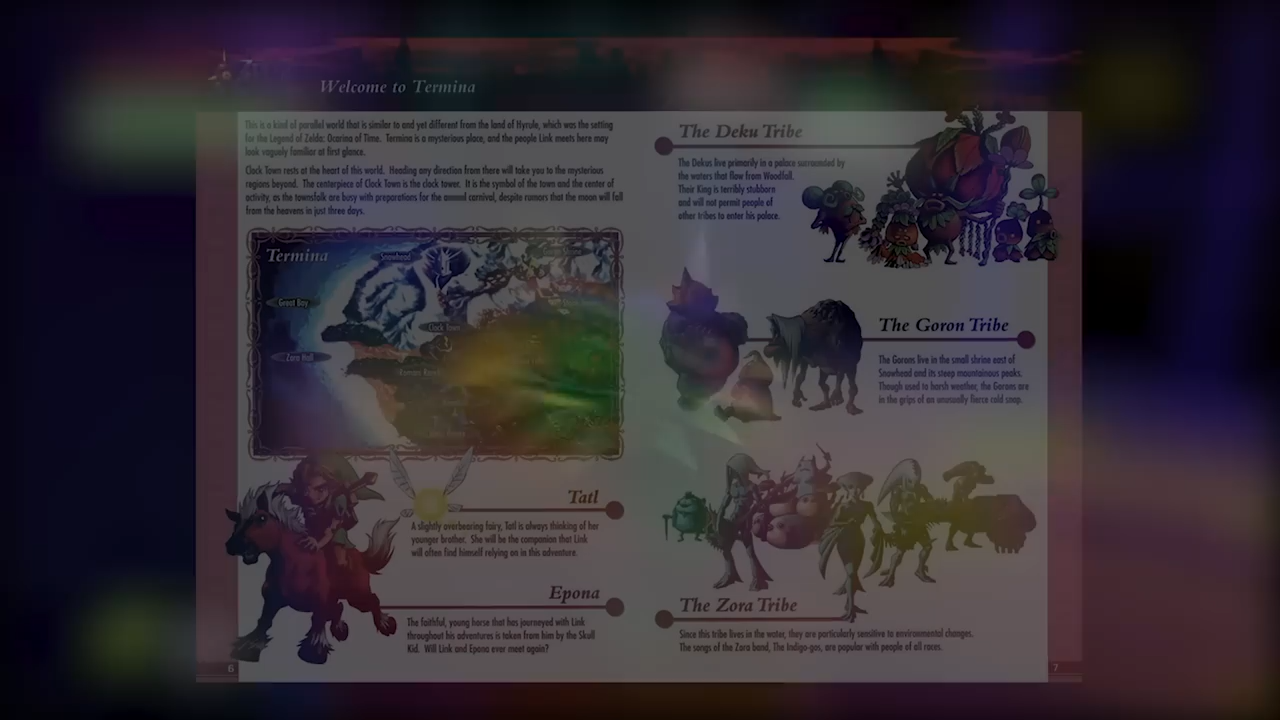 Welcome to Termina
This is a kind of parallel world that is similar to and yet different from the land of Hyrule, which was the setting
for the Legend of Zelda: Ocarina of Time. Termina is a mysterious place, and the people Link meets here may
look vaguely familiar at first glance.
Clock Town rests at the heart of this world. Heading any direction from there will take you to the mysterious
regions beyond. The centerpiece of Clock Town is the clock tower. It is the symbol of the town and the center of
activity, as the townsfolk are busy with preparations for the annual carnival, despite rumors that the moon will fall
from the heavens in just three days.
Termina
Snowhead
Great Bay
Clock Town
Zora Hall
Romani Ranch
Tatl
A slightly overbearing fairy, Tatl is always thinking of her
younger brother. She will be the companion that Link
will often find himself relying on in this adventure.
Epona
The faithful, young horse that has journeyed with Link
throughout his adventures is taken from him by the Skull
Kid. Will Link and Epona ever meet again?
6
The Deku Tribe
The Dekus live primarily in a palace surrounded by
the waters that flow from Woodfall.
Their King is terribly stubborn
and will not permit people of
other tribes to enter his palace.
The Goron Tribe
The Gorons live in the small shrine east of
Snowhead and its steep mountainous peaks.
Though used to harsh weather, the Gorons are
in the grips of an unusually fierce cold snap.
The Zora Tribe
Since this tribe lives in the water, they are particularly sensitive to environmental changes.
The songs of the Zora band, The Indigo-gos, are popular with people of all races.
7